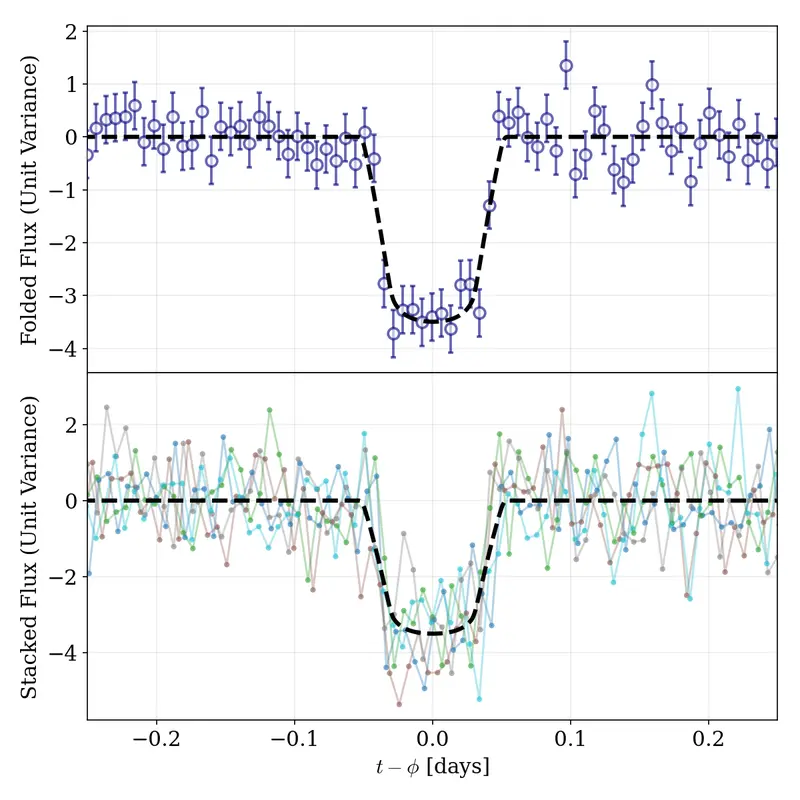 Folded Flux (Unit Variance)
2
1
0
−1
−2
−3
−4
Stacked Flux (Unit Variance)
2
0
−2
−4
−0.2 −0.1 0.0 0.1 0.2
t − ϕ [days]